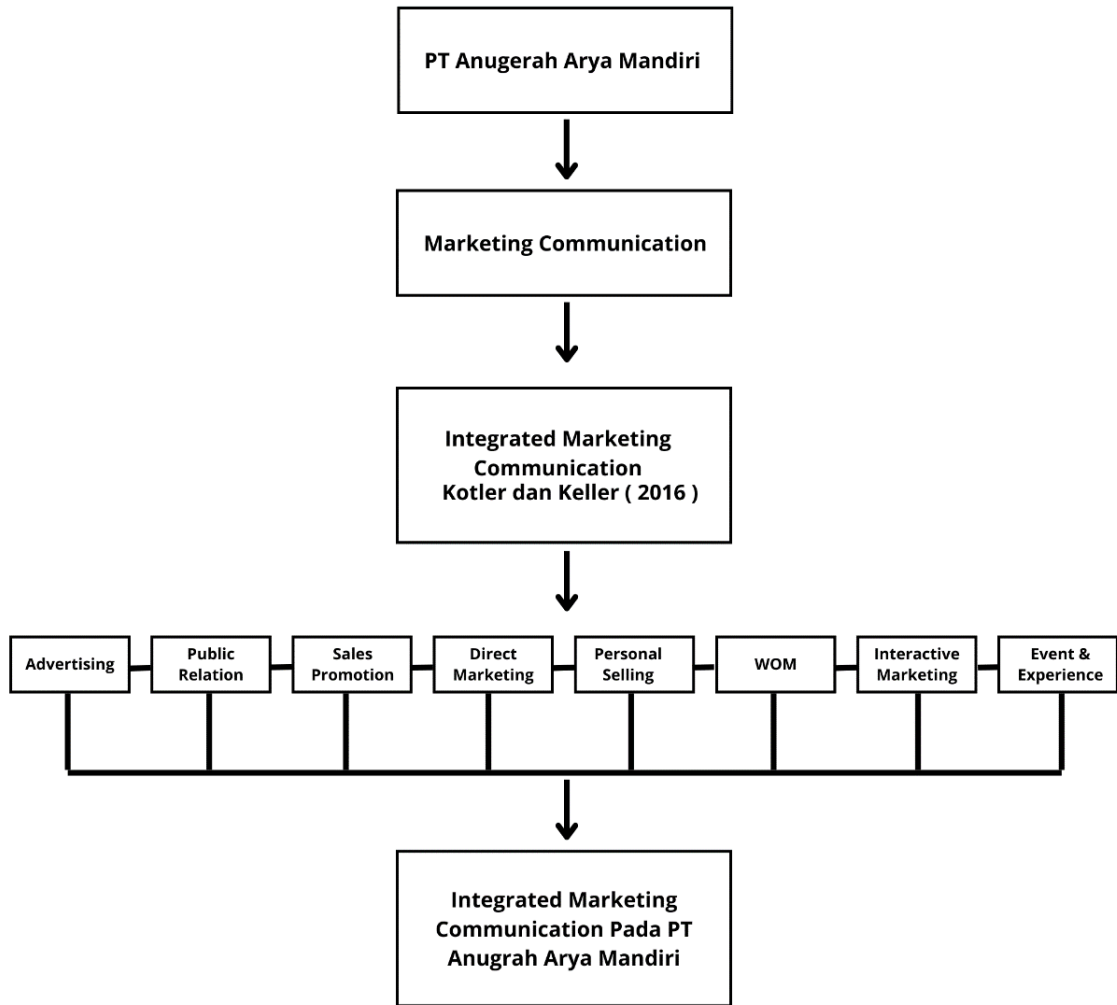 PT Anugerah Arya Mandiri
Marketing Communication
Integrated Marketing
Communication
Kotler dan Keller ( 2016 )
Advertising
Public
Relation
Sales
Promotion
Direct
Marketing
Personal
Selling
WOM
Interactive
Marketing
Event &
Experience
Integrated Marketing
Communication Pada PT
Anugrah Arya Mandiri